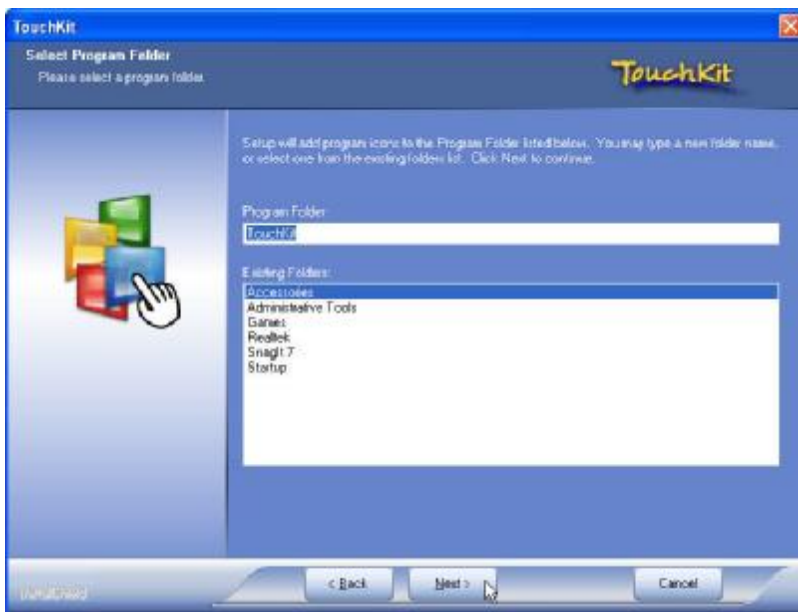 TouchKit
Select Program Folder
Please select a program folder.
TouchKit
Setup will add program icons to the Program Folder listed below. You may type a new folder name,
or select one from the existing folders list. Click Next to continue.
Program Folder:
TouchKit
Existing Folders:
Accessories
Administrative Tools
Games
Realtek
SnagIt 7
Startup
InstallShield
< Back
Next >
Cancel